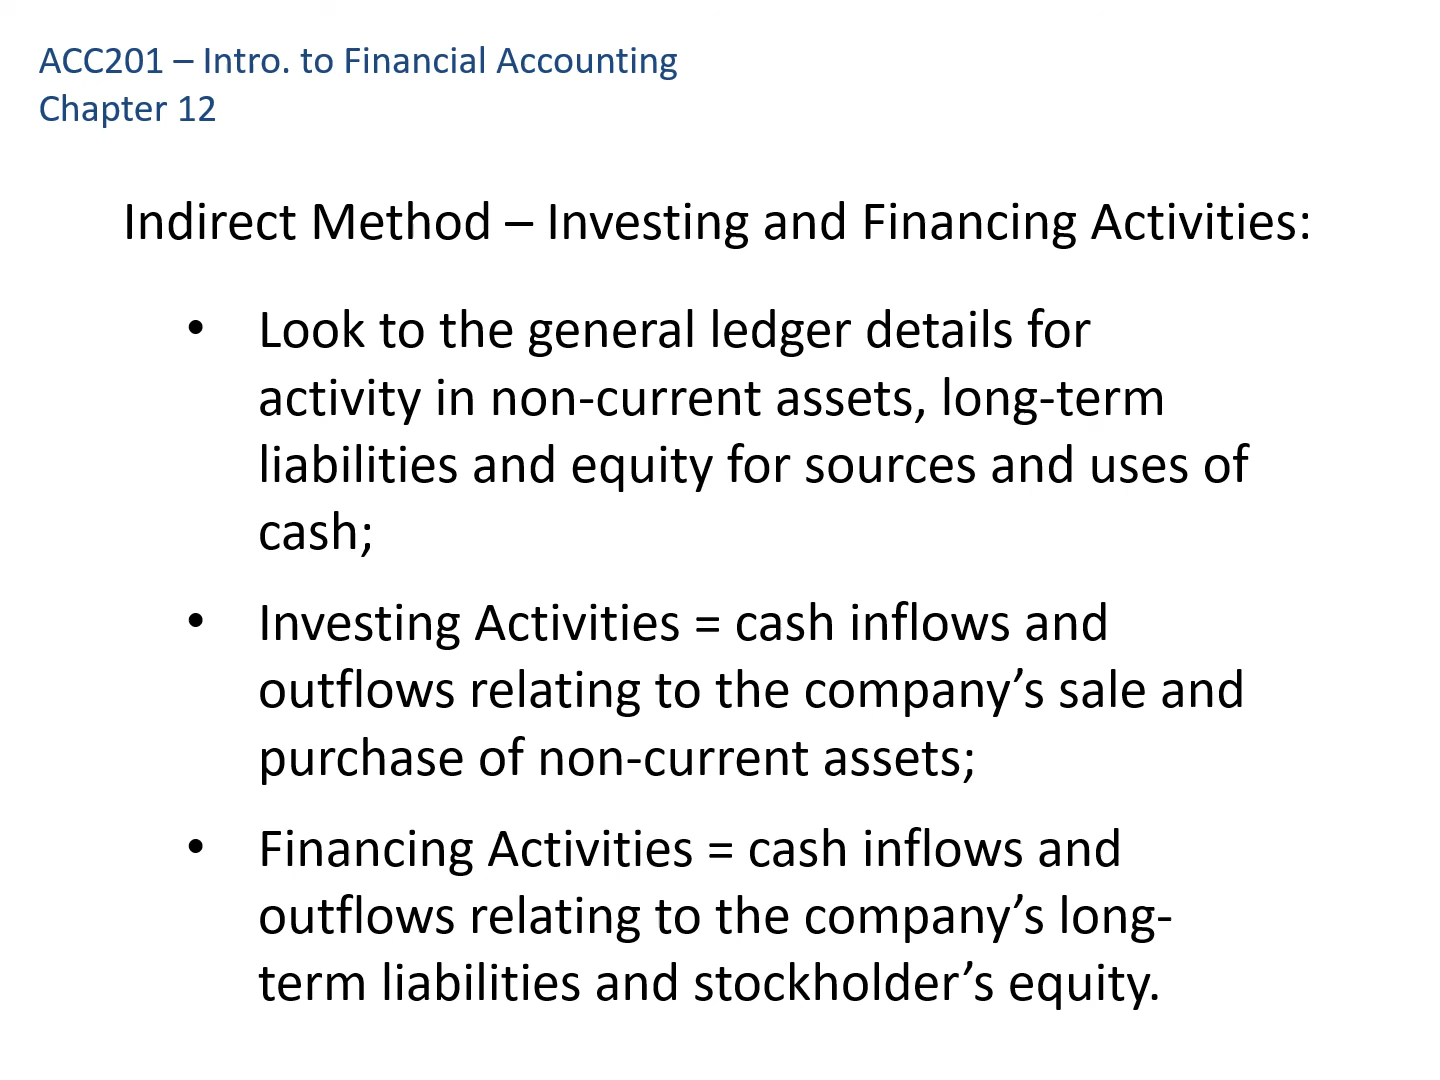 ACC201 – Intro. to Financial Accounting
Chapter 12
Indirect Method – Investing and Financing Activities:
• Look to the general ledger details for
activity in non-current assets, long-term
liabilities and equity for sources and uses of
cash;
• Investing Activities = cash inflows and
outflows relating to the company’s sale and
purchase of non-current assets;
• Financing Activities = cash inflows and
outflows relating to the company’s long-
term liabilities and stockholder’s equity.